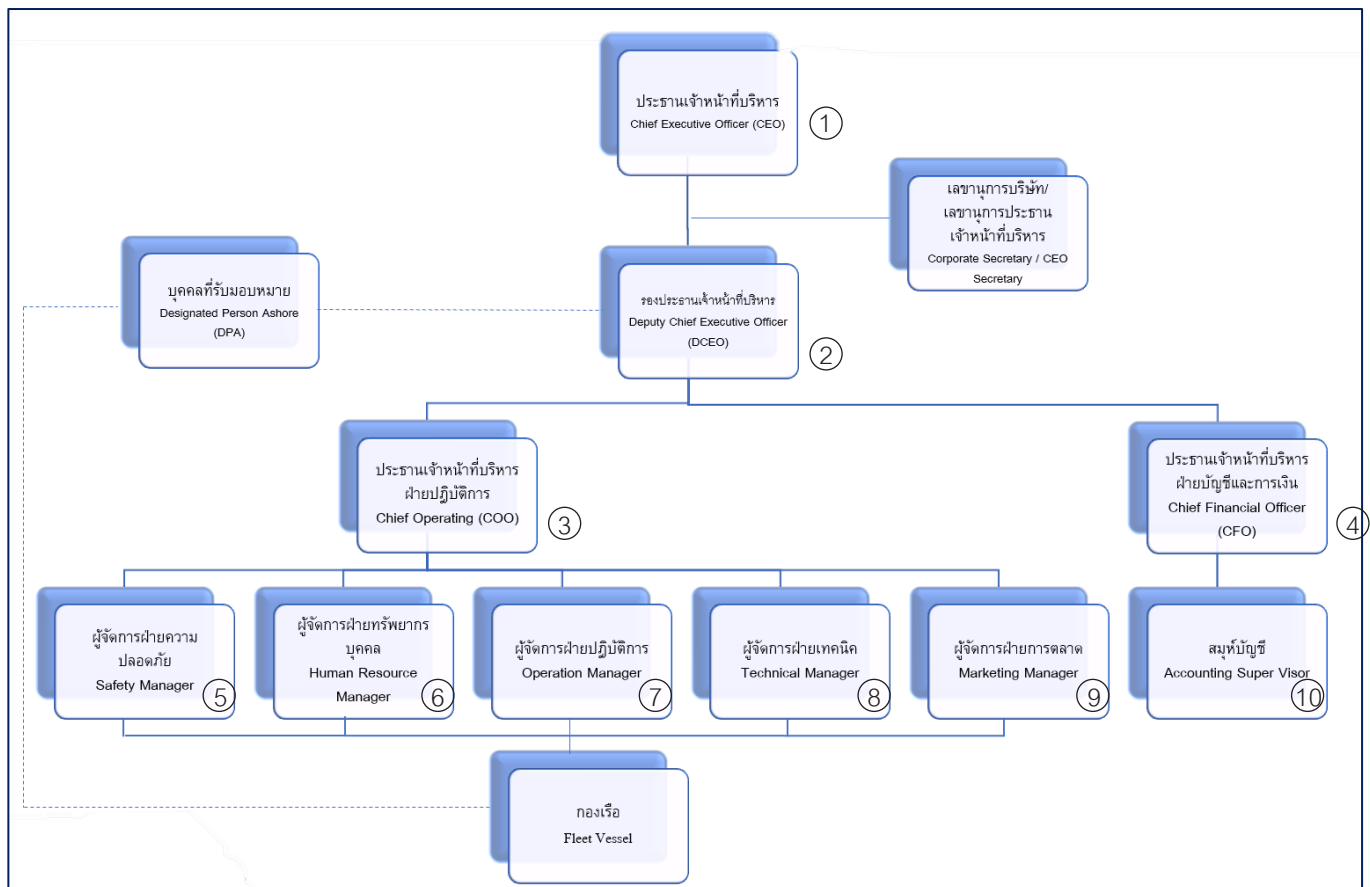 ประธานเจ้าหน้าที่บริหาร
Chief Executive Officer (CEO)
1
เลขานุการบริษัท/
เลขานุการประธาน
เจ้าหน้าที่บริหาร
Corporate Secretary / CEO
Secretary
บุคคลที่รับมอบหมาย
Designated Person Ashore
(DPA)
รองประธานเจ้าหน้าที่บริหาร
Deputy Chief Executive Officer
(DCEO)
2
ประธานเจ้าหน้าที่บริหาร
ฝ่ายปฏิบัติการ
Chief Operating (COO)
3
ประธานเจ้าหน้าที่บริหาร
ฝ่ายบัญชีและการเงิน
Chief Financial Officer
(CFO)
4
ผู้จัดการฝ่ายความ
ปลอดภัย
Safety Manager
5
ผู้จัดการฝ่ายทรัพยากร
บุคคล
Human Resource
Manager
6
ผู้จัดการฝ่ายปฏิบัติการ
Operation Manager
7
ผู้จัดการฝ่ายเทคนิค
Technical Manager
8
ผู้จัดการฝ่ายการตลาด
Marketing Manager
9
สมุห์บัญชี
Accounting Super Visor
10
กองเรือ
Fleet Vessel